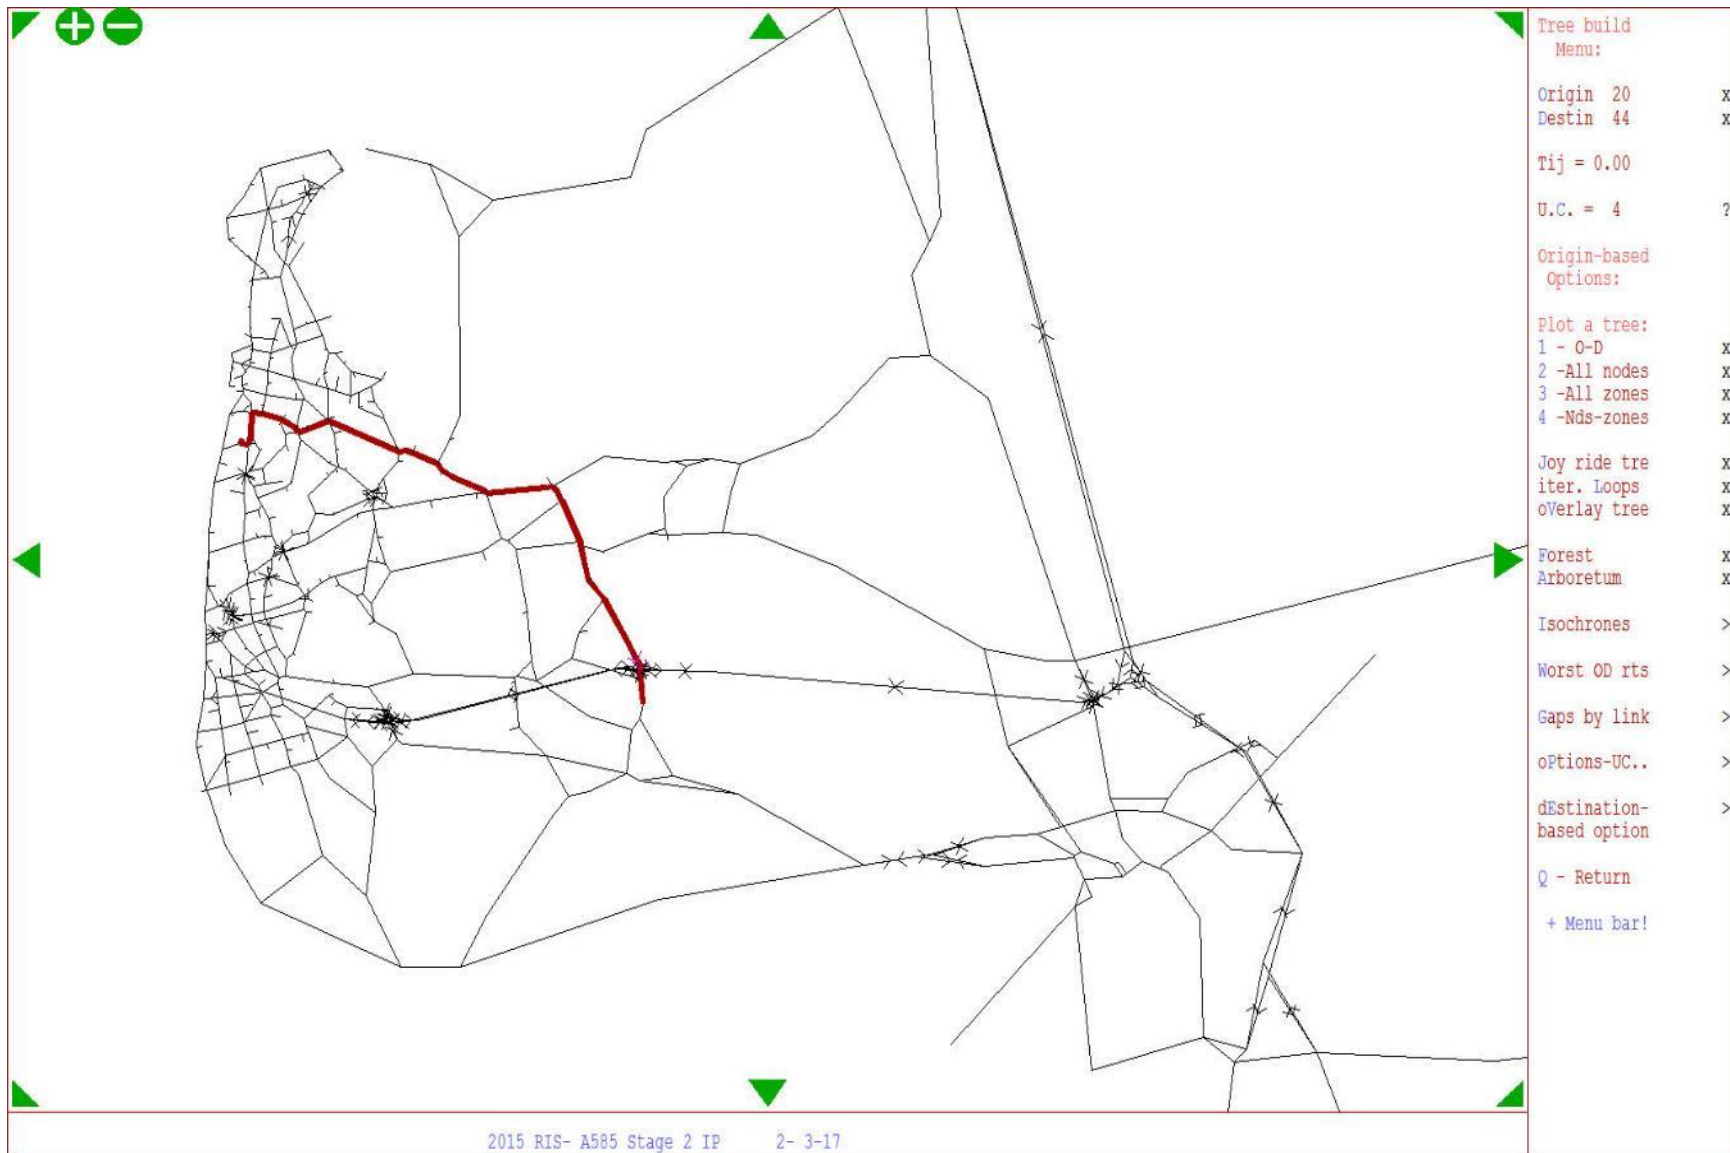 Tree build
Menu:
Origin 20 x
Destin 44 x
Tij = 0.00
U.C. = 4 ?
Origin-based
Options:
Plot a tree:
1 - O-D x
2 -All nodes x
3 -All zones x
4 -Nds-zones x
Joy ride tre x
iter. Loops x
oVerlay tree x
Forest x
Arboretum x
Isochrones >
Worst OD rts >
Gaps by link >
oPtions-UC.. >
dEstination- >
based option
Q - Return
+ Menu bar!
2015 RIS- A585 Stage 2 IP 2- 3-17